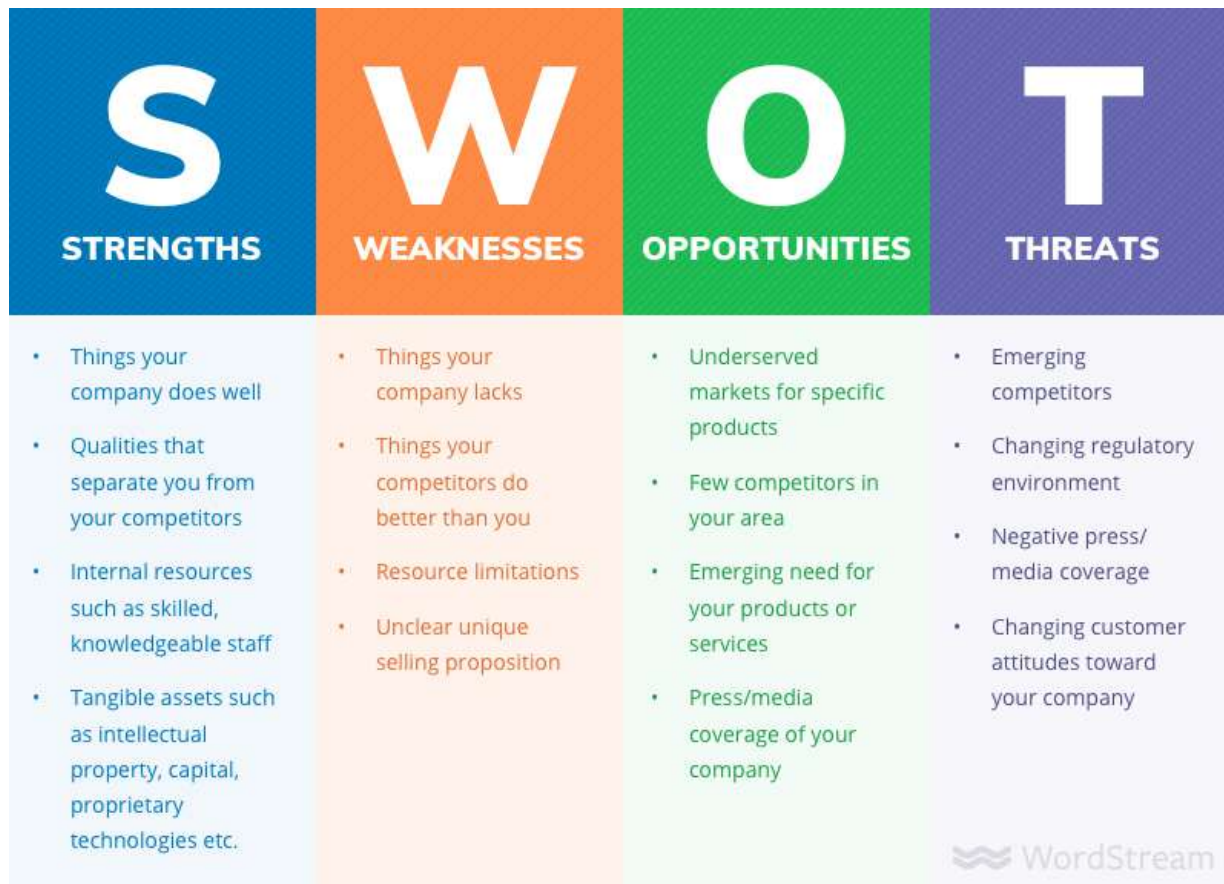 S
STRENGTHS
• Things your
company does well
• Qualities that
separate you from
your competitors
• Internal resources
such as skilled,
knowledgeable staff
• Tangible assets such
as intellectual
property, capital,
proprietary
technologies etc.
W
WEAKNESSES
• Things your
company lacks
• Things your
competitors do
better than you
• Resource limitations
• Unclear unique
selling proposition
O
OPPORTUNITIES
• Underserved
markets for specific
products
• Few competitors in
your area
• Emerging need for
your products or
services
• Press/media
coverage of your
company
T
THREATS
• Emerging
competitors
• Changing regulatory
environment
• Negative press/
media coverage
• Changing customer
attitudes toward
your company
WordStream